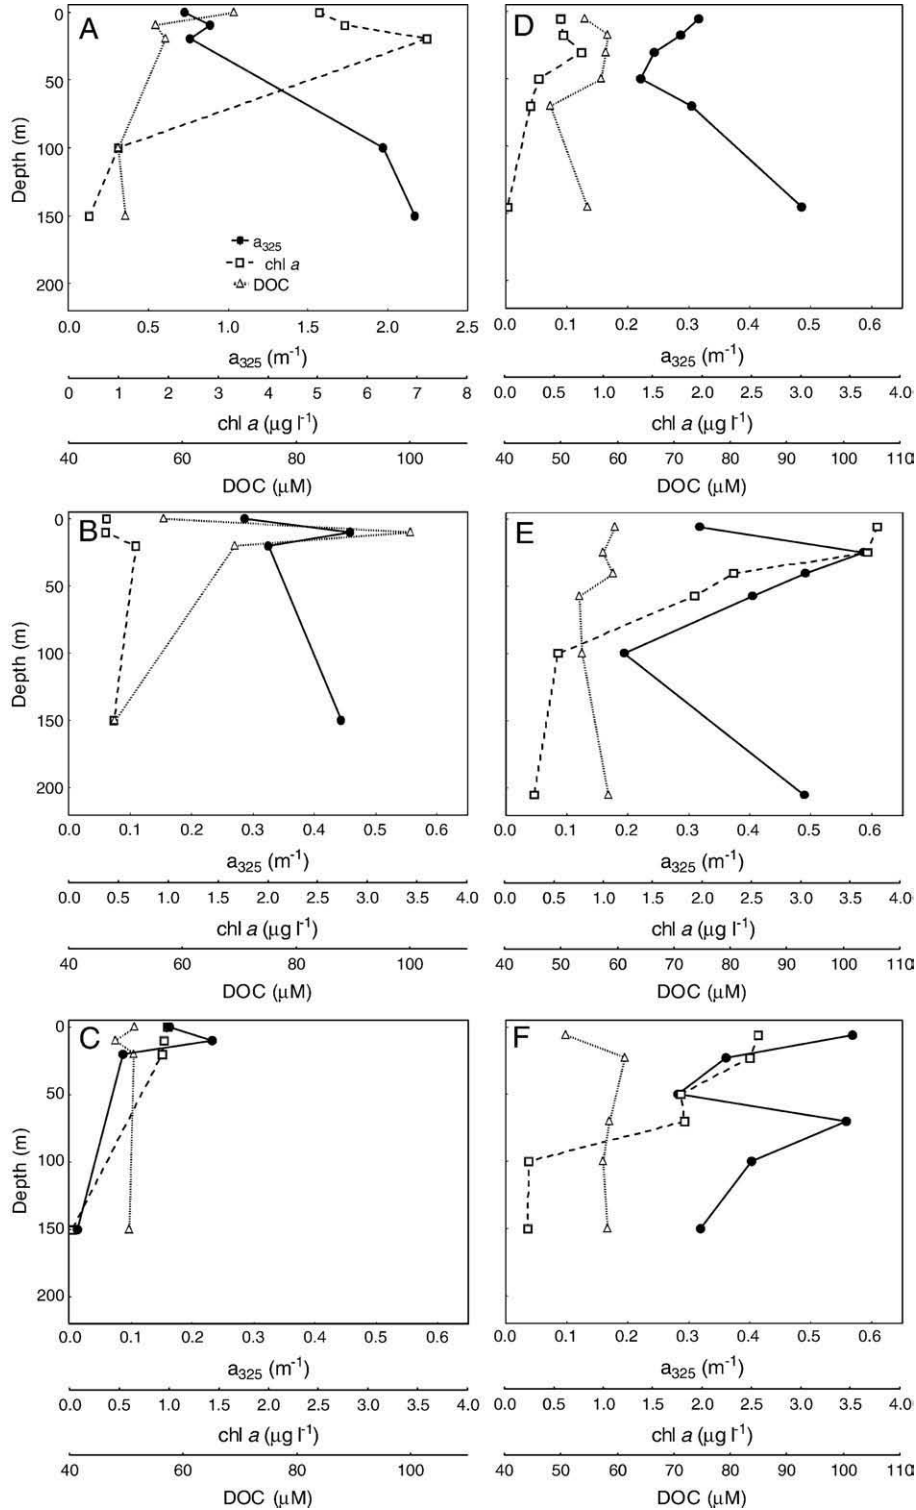 A
0
50
100
150
200
Depth (m)
a325
chl a
DOC
0.0 0.5 1.0 1.5 2.0 2.5
a325 (m-1)
0 1 2 3 4 5 6 7 8
chl a (μg l-1)
40 60 80 100
DOC (μM)
B
0
50
100
150
200
Depth (m)
0.0 0.1 0.2 0.3 0.4 0.5 0.6
a325 (m-1)
0.0 0.5 1.0 1.5 2.0 2.5 3.0 3.5 4.0
chl a (μg l-1)
40 60 80 100
DOC (μM)
C
0
50
100
150
200
Depth (m)
0.0 0.1 0.2 0.3 0.4 0.5 0.6
a325 (m-1)
0.0 0.5 1.0 1.5 2.0 2.5 3.0 3.5 4.0
chl a (μg l-1)
40 60 80 100
DOC (μM)
D
0.0 0.1 0.2 0.3 0.4 0.5 0.6
a325 (m-1)
0.0 0.5 1.0 1.5 2.0 2.5 3.0 3.5 4.0
chl a (μg l-1)
40 50 60 70 80 90 100 110
DOC (μM)
E
0.0 0.1 0.2 0.3 0.4 0.5 0.6
a325 (m-1)
0.0 0.5 1.0 1.5 2.0 2.5 3.0 3.5 4.0
chl a (μg l-1)
40 50 60 70 80 90 100 110
DOC (μM)
F
0.0 0.1 0.2 0.3 0.4 0.5 0.6
a325 (m-1)
0.0 0.5 1.0 1.5 2.0 2.5 3.0 3.5 4.0
chl a (μg l-1)
40 50 60 70 80 90 100 110
DOC (μM)